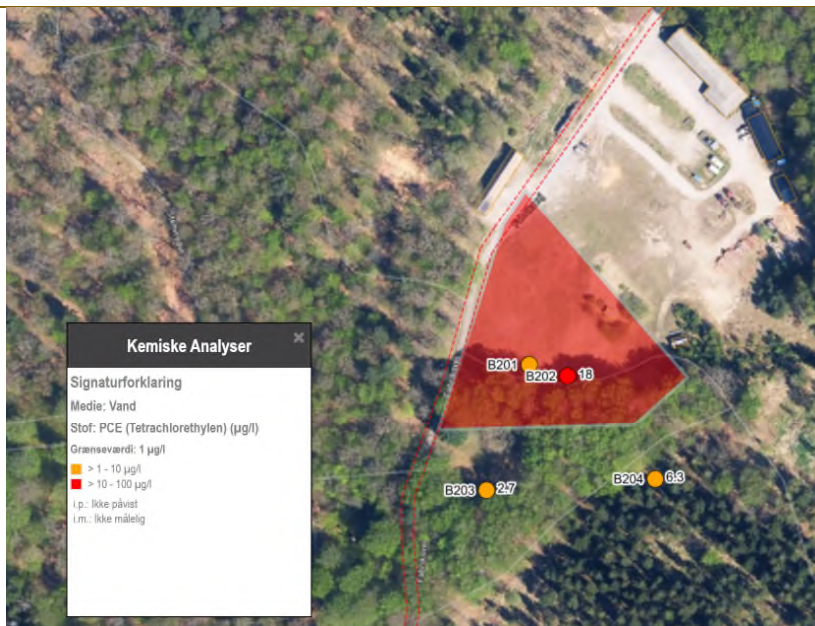 B201
B202
18
Kemiske Analyser
Signaturforklaring
Medie: Vand
Stof: PCE (Tetrachlorethylen) (µg/l)
Grænseværdi: 1 µg/l
> 1 - 10 µg/l
> 10 - 100 µg/l
i.p.: Ikke påvist
i.m.: Ikke målelig
B204
6.3
B203
2,7